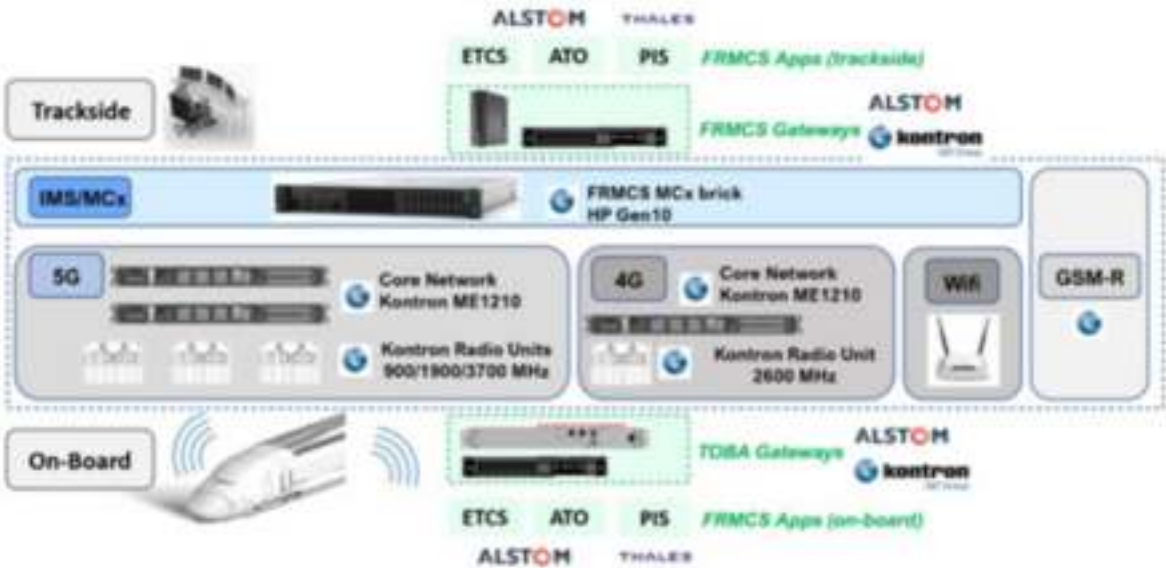 ALSTOM THALES
ETCS ATO PIS FRMCS Apps (trackside)
Trackside
ALSTOM
FRMCS Gateways kontron
IMS/MCx
FRMCS MCx brick
HP Gen10
5G
Core Network
Kontron ME1210
Kontron Radio Units
900/1900/3700 MHz
4G
Core Network
Kontron ME1210
Kontron Radio Unit
2600 MHz
Wifi
GSM-R
On-Board
TOBA Gateways
ALSTOM
kontron
ETCS ATO PIS FRMCS Apps (on-board)
ALSTOM THALES